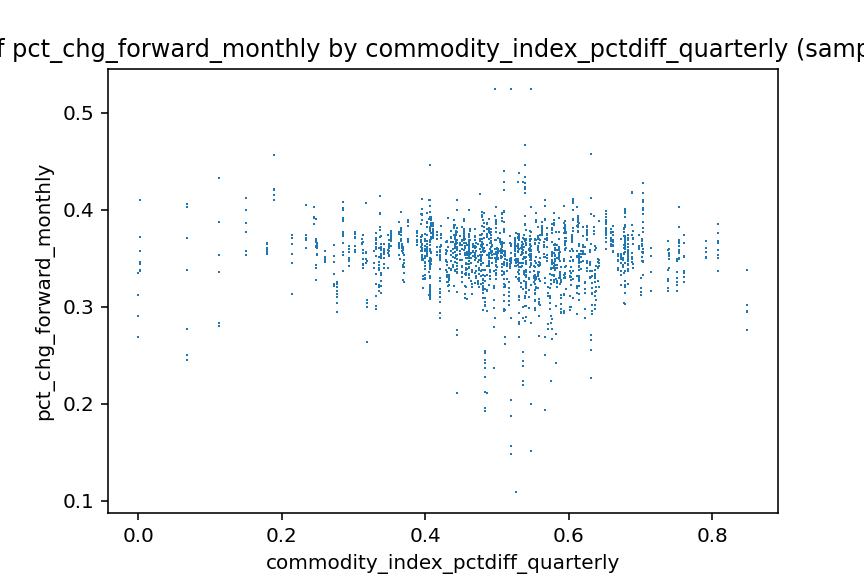 pct_chg_forward_monthly by commodity_index_pctdiff_quarterly
0.5
0.4
0.3
0.2
0.1
pct_chg_forward_monthly
0.0 0.2 0.4 0.6 0.8
commodity_index_pctdiff_quarterly